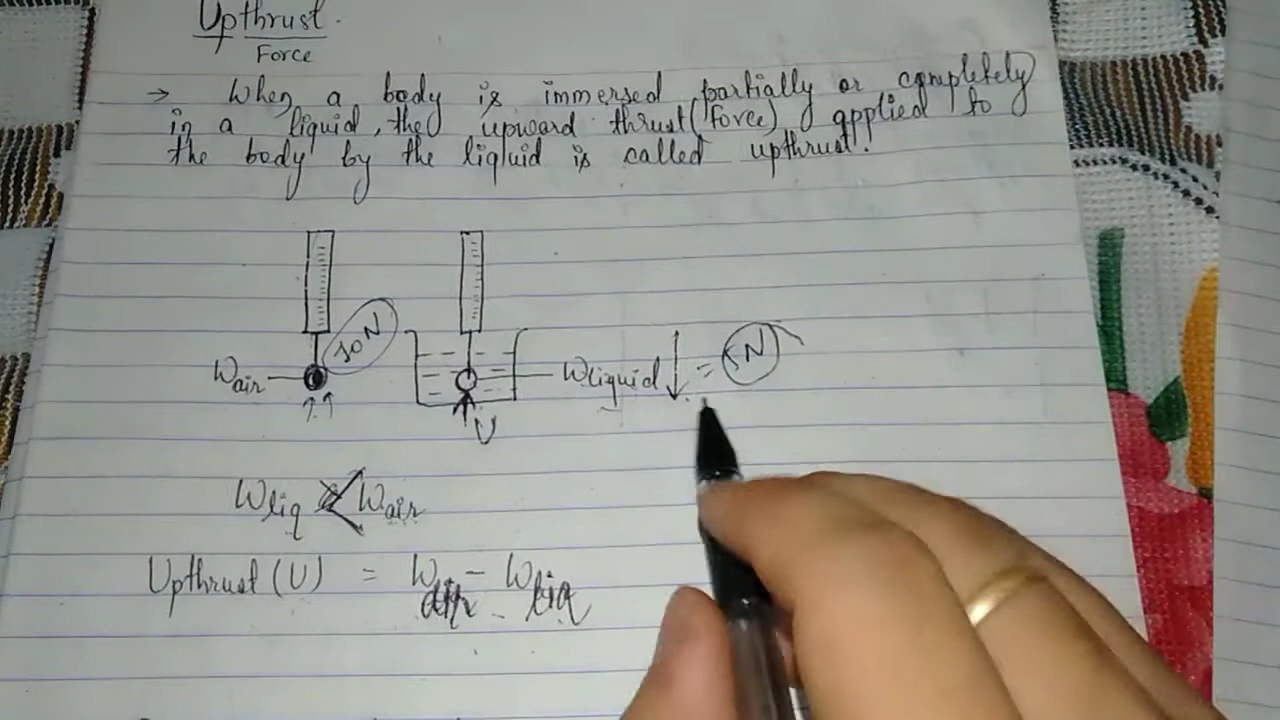 Upthrust.
Force
→ When a body is immersed partially or completely
in a liquid, the upward thrust (Force) applied to
the body by the liquid is called upthrust.
10N
Wair
Wliquid ↓ = 5N
U
Wliq < Wair
Upthrust (U) = Wair - Wliq